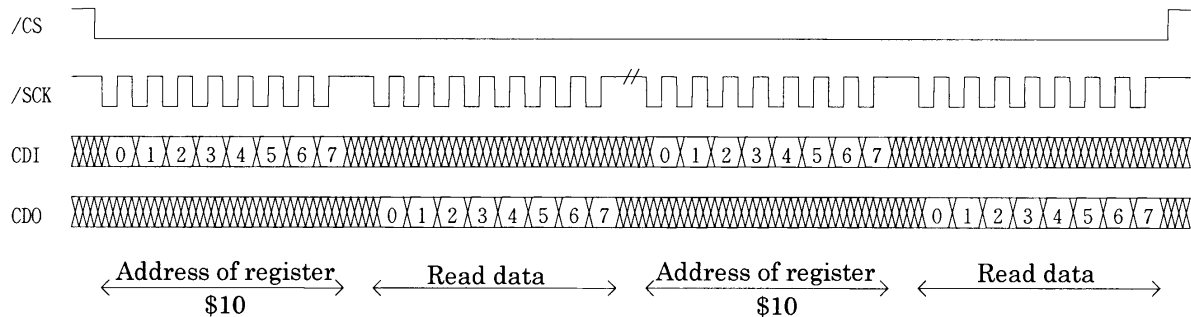 /CS
/SCK
CDI 0 1 2 3 4 5 6 7 0 1 2 3 4 5 6 7
CDO 0 1 2 3 4 5 6 7 0 1 2 3 4 5 6 7
Address of register Read data Address of register Read data
$10 $10